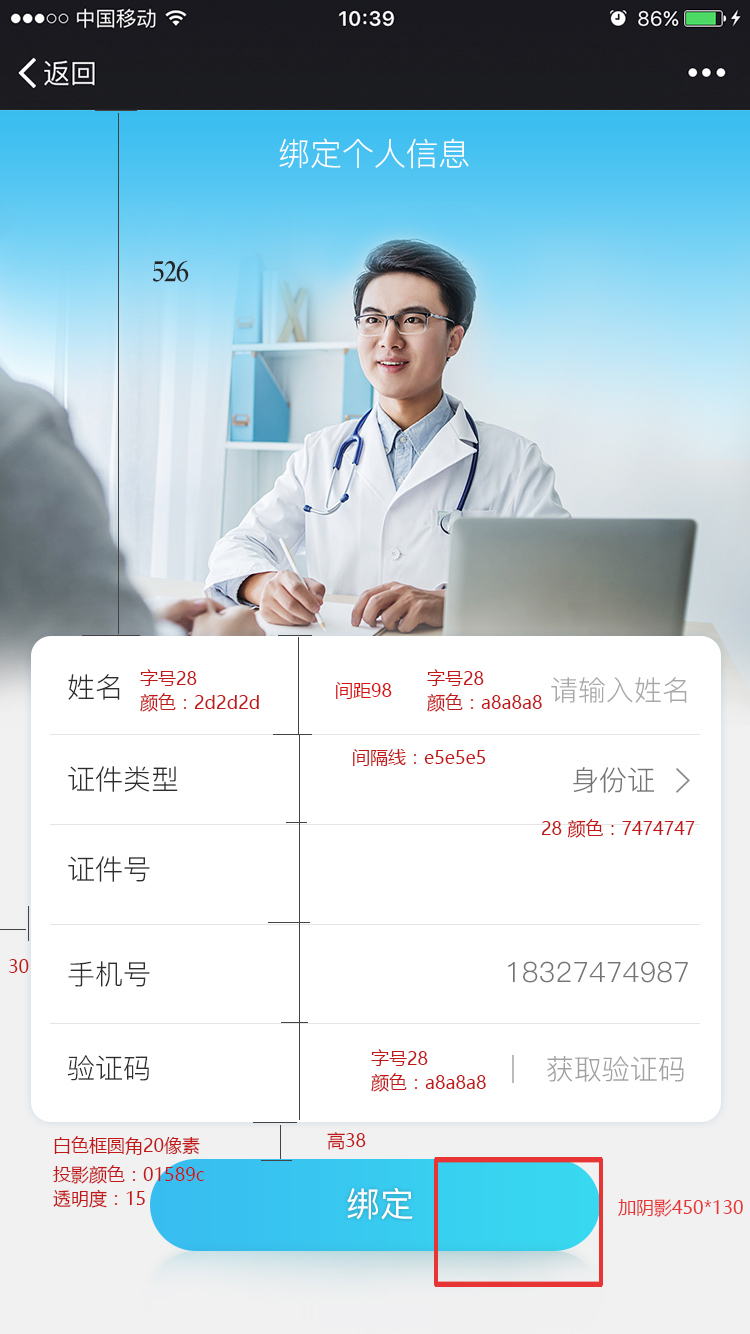 中国移动 10:39 86%
返回
绑定个人信息
526
姓名 字号28 颜色：2d2d2d 间距98 字号28 颜色：a8a8a8 请输入姓名
间隔线：e5e5e5
证件类型 身份证
28 颜色：7474747
证件号
30
手机号 18327474987
验证码 字号28 颜色：a8a8a8 获取验证码
高38
白色框圆角20像素
投影颜色：01589c
透明度：15
绑定
加阴影450*130